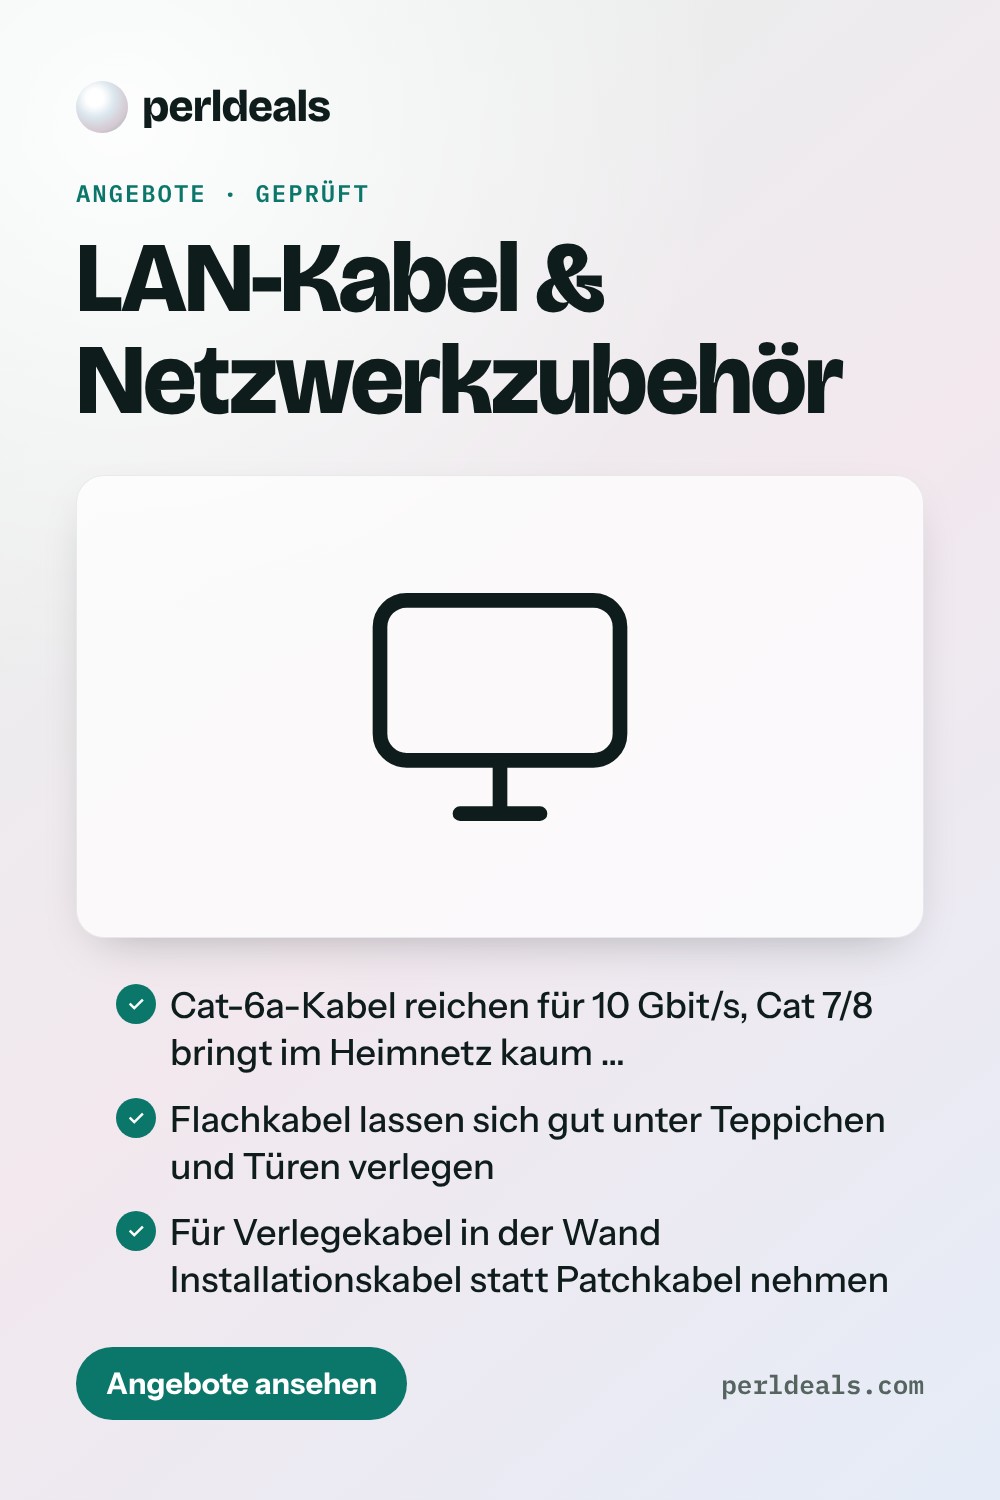 perldeals
ANGEBOTE · GEPRÜFT
LAN-Kabel &
Netzwerkzubehör
Cat-6a-Kabel reichen für 10 Gbit/s, Cat 7/8
bringt im Heimnetz kaum ...
Flachkabel lassen sich gut unter Teppichen
und Türen verlegen
Für Verlegekabel in der Wand
Installationskabel statt Patchkabel nehmen
Angebote ansehen
perldeals.com